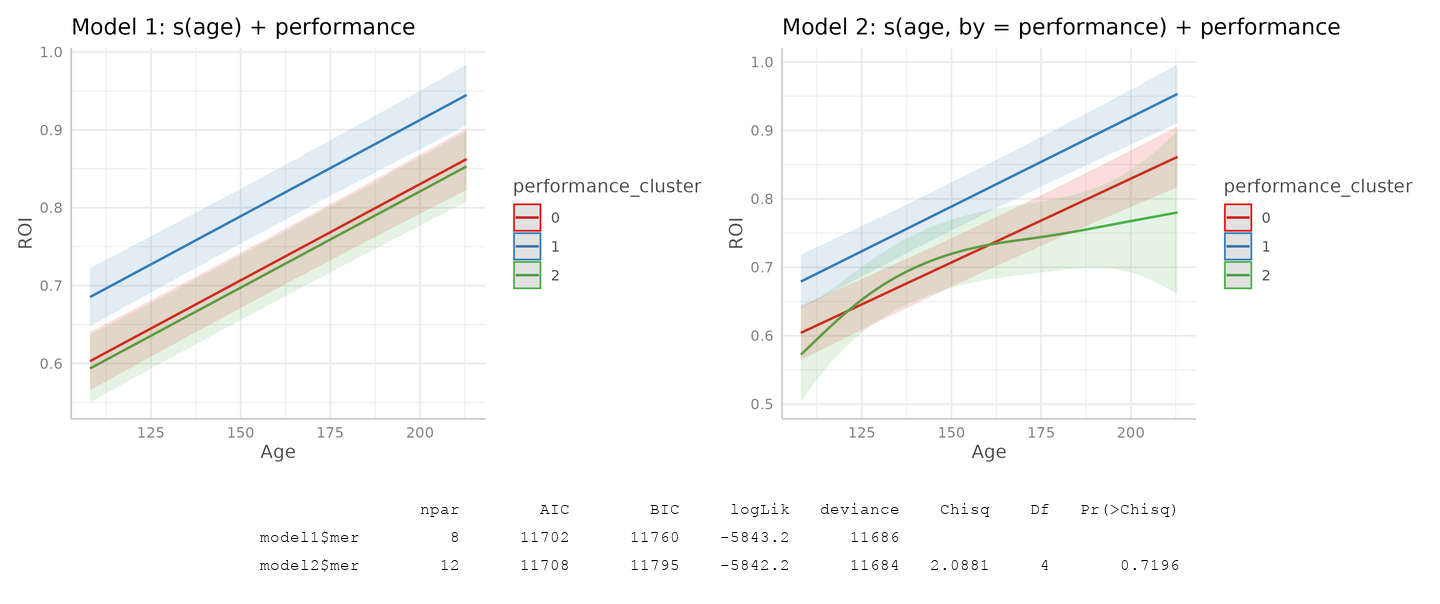 Model 1: s(age) + performance
1.0
0.9
0.8
0.7
0.6
ROI
125 150 175 200
Age
performance_cluster
0
1
2
Model 2: s(age, by = performance) + performance
1.0
0.9
0.8
0.7
0.6
0.5
ROI
125 150 175 200
Age
performance_cluster
0
1
2
npar AIC BIC logLik deviance Chisq Df Pr(>Chisq)
model1$mer 8 11702 11760 -5843.2 11686
model2$mer 12 11708 11795 -5842.2 11684 2.0881 4 0.7196